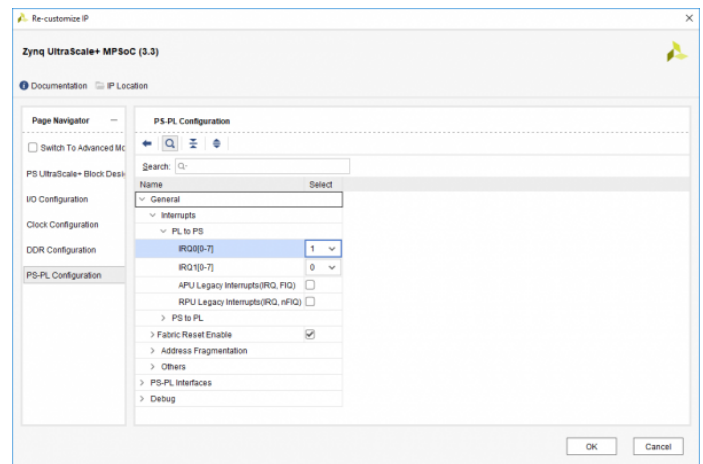 Re-customize IP
Zynq UltraScale+ MPSoC (3.3)
Documentation IP Location
Page Navigator
Switch To Advanced Mc
PS UltraScale+ Block Desi
I/O Configuration
Clock Configuration
DDR Configuration
PS-PL Configuration
PS-PL Configuration
Search:
Name Select
General
Interrupts
PL to PS
IRQ0[0-7] 1
IRQ1[0-7] 0
APU Legacy Interrupts(IRQ, FIQ)
RPU Legacy Interrupts(IRQ, nFIQ)
PS to PL
Fabric Reset Enable
Address Fragmentation
Others
PS-PL Interfaces
Debug
OK Cancel